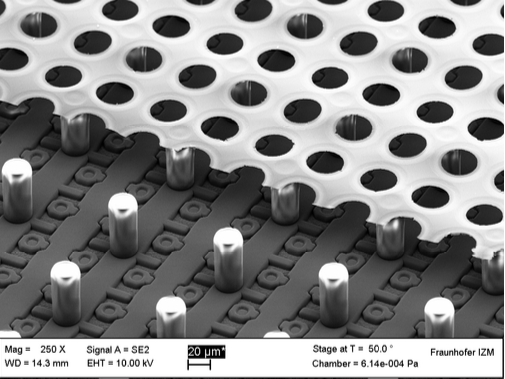 Mag = 250 X Signal A = SE2 20 µm* Stage at T = 50.0 °
WD = 14.3 mm EHT = 10.00 kV Chamber = 6.14e-004 Pa
Fraunhofer IZM